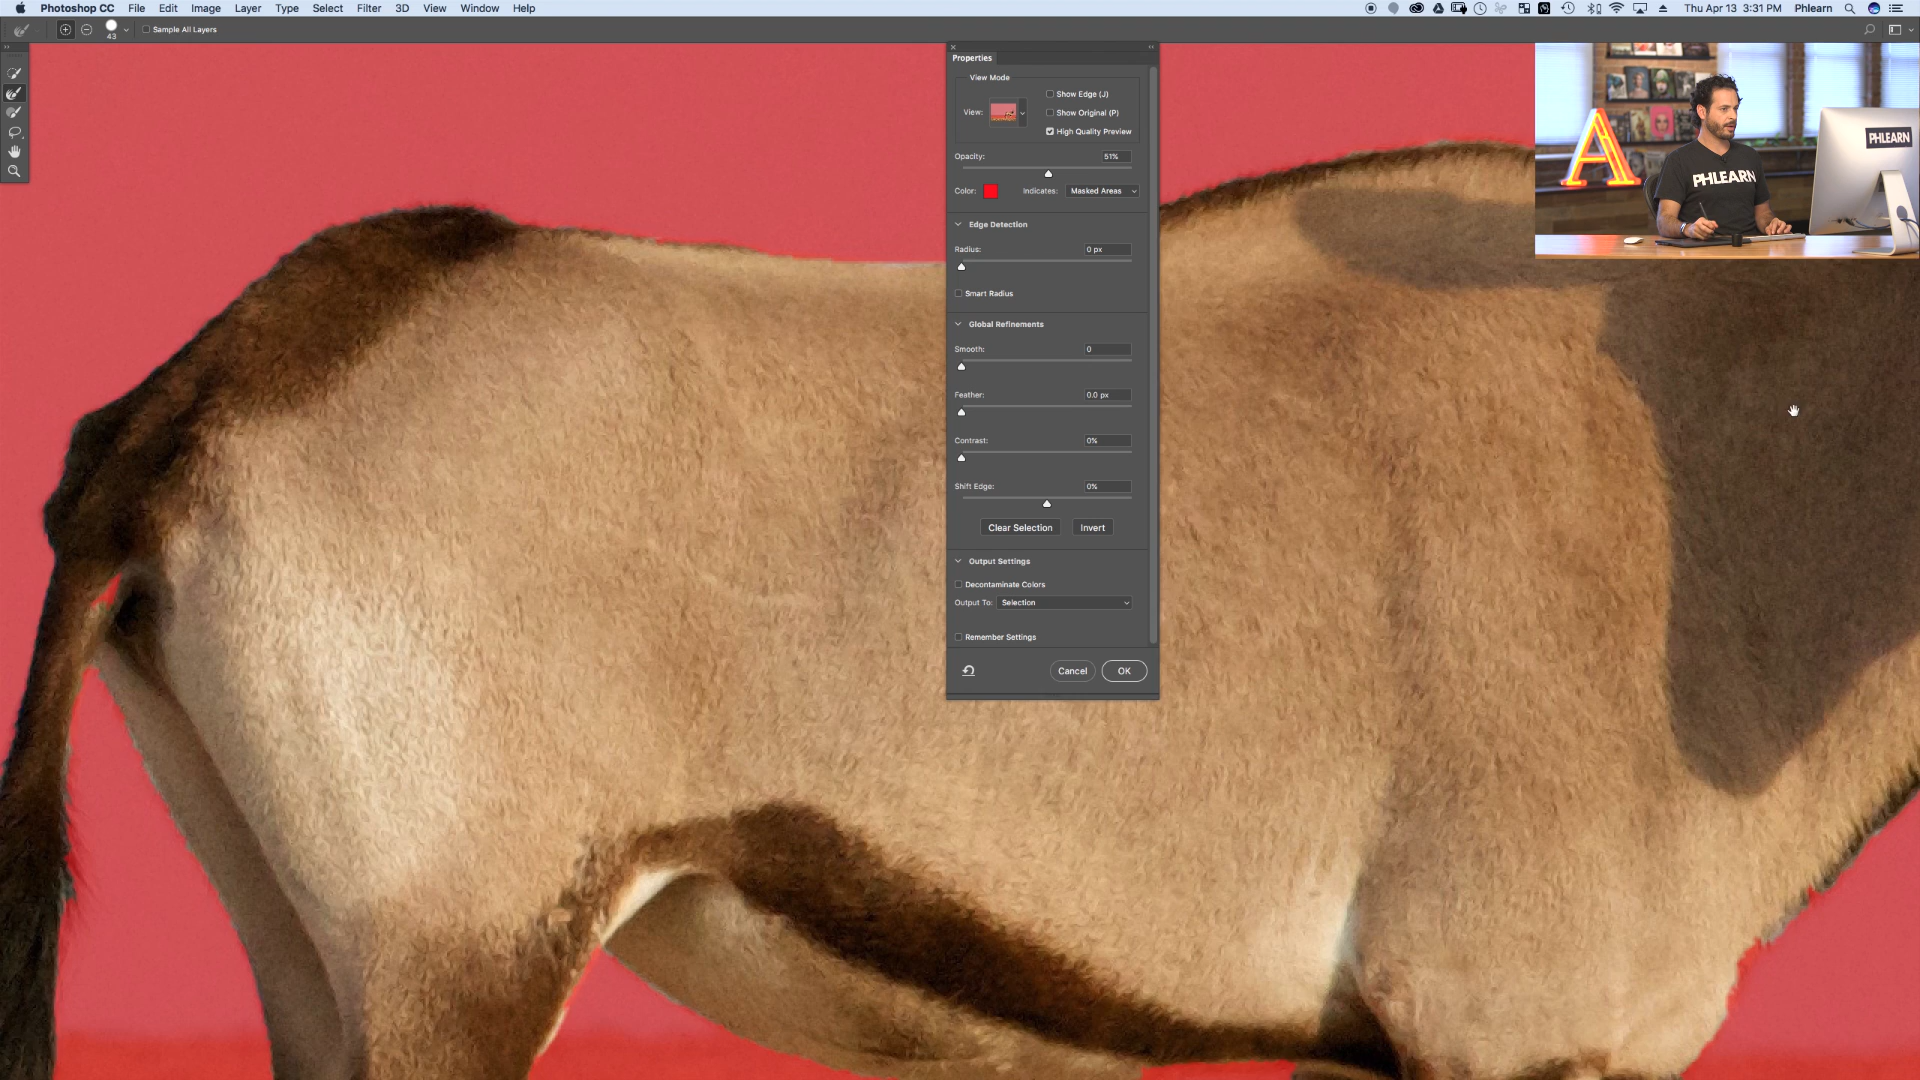 Photoshop CC File Edit Image Layer Type Select Filter 3D View Window Help Thu Apr 13 3:31 PM Phlearn
43 Sample All Layers
Properties
View Mode
View:
Show Edge (J)
Show Original (P)
High Quality Preview
Opacity: 51%
Color: Indicates: Masked Areas
Edge Detection
Radius: 0 px
Smart Radius
Global Refinements
Smooth: 0
Feather: 0.0 px
Contrast: 0%
Shift Edge: 0%
Clear Selection Invert
Output Settings
Decontaminate Colors
Output To: Selection
Remember Settings
Cancel OK
A
PHLEARN
PHLEARN